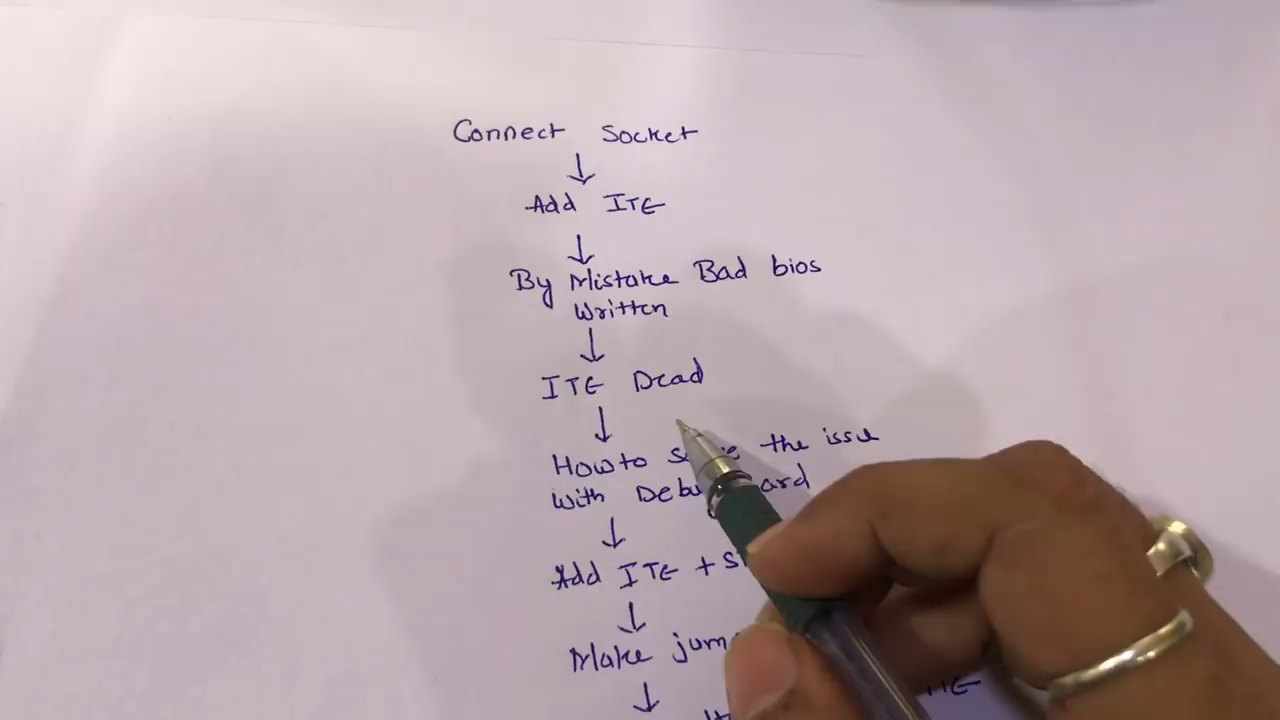 Connect Socket
↓
Add ITE
↓
By Mistake Bad bios
Written
↓
ITE Dead
↓
How to the issue
With
↓
Add ITE +
↓
Make
↓